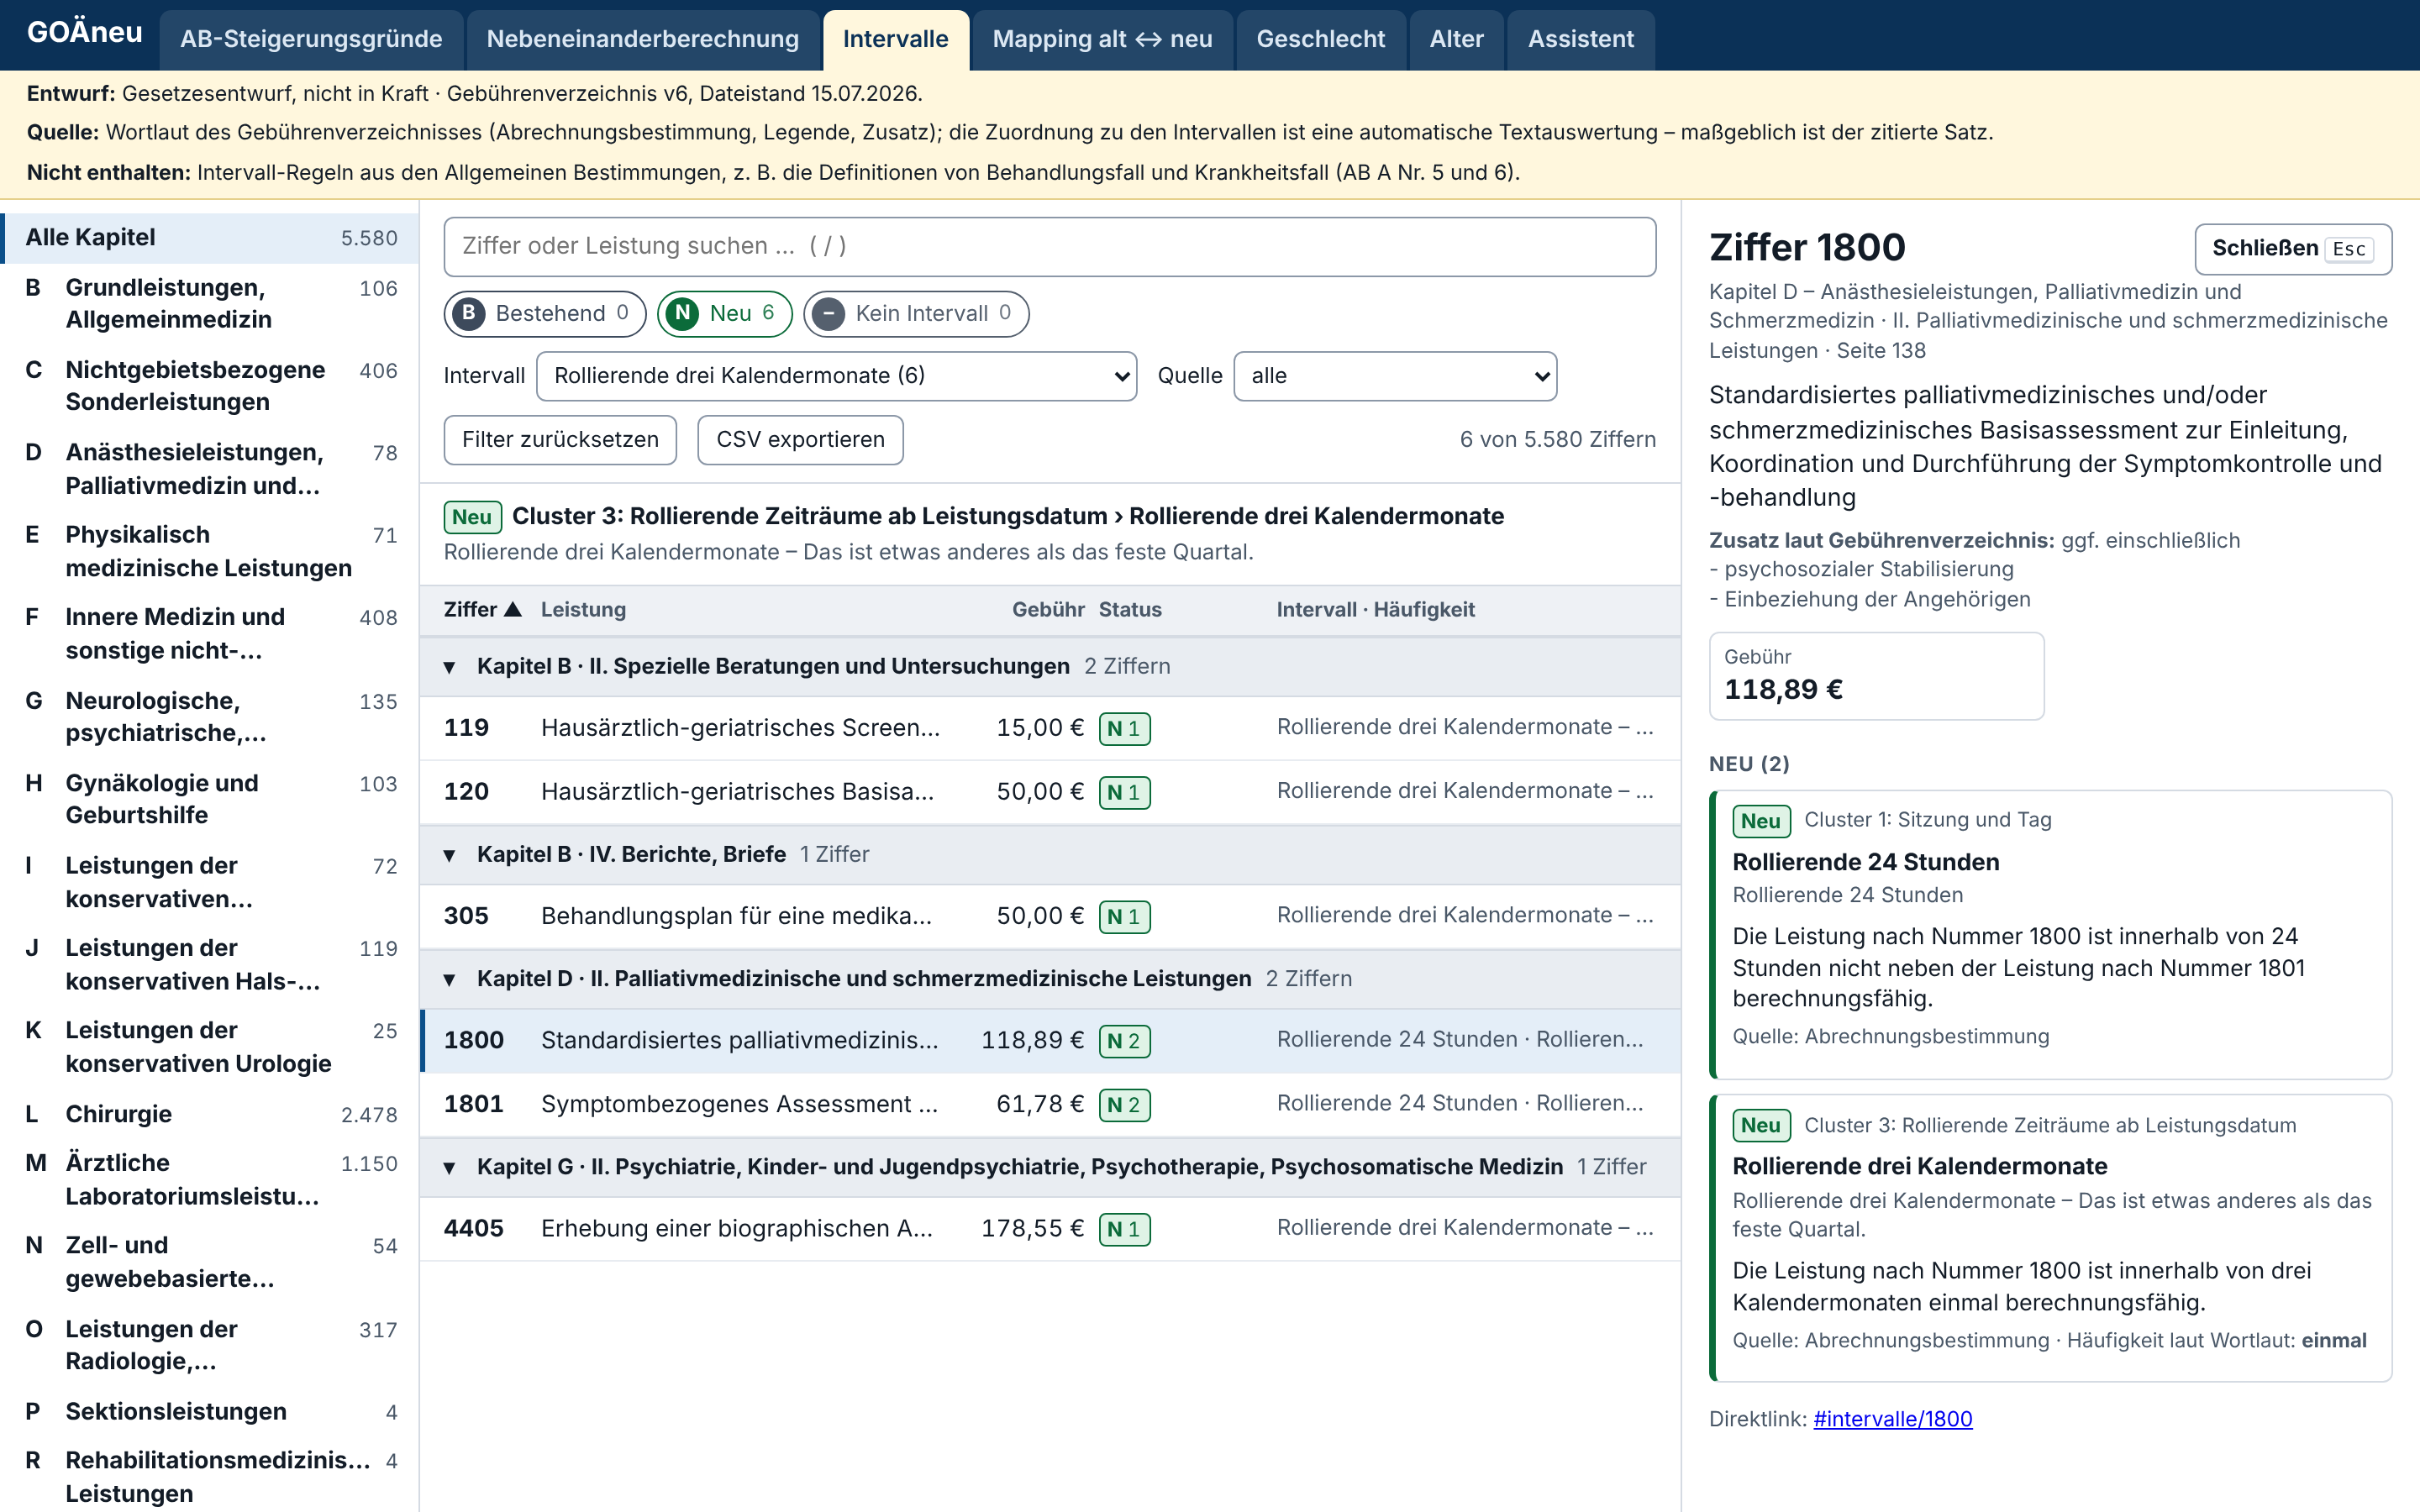 GOÄneu
AB-Steigerungsgründe
Nebeneinanderberechnung
Intervalle
Mapping alt ↔ neu
Geschlecht
Alter
Assistent
Entwurf: Gesetzesentwurf, nicht in Kraft · Gebührenverzeichnis v6, Dateistand 15.07.2026.
Quelle: Wortlaut des Gebührenverzeichnisses (Abrechnungsbestimmung, Legende, Zusatz); die Zuordnung zu den Intervallen ist eine automatische Textauswertung – maßgeblich ist der zitierte Satz.
Nicht enthalten: Intervall-Regeln aus den Allgemeinen Bestimmungen, z. B. die Definitionen von Behandlungsfall und Krankheitsfall (AB A Nr. 5 und 6).
Alle Kapitel 5.580
B Grundleistungen, 106
Allgemeinmedizin
C Nichtgebietsbezogene 406
Sonderleistungen
D Anästhesieleistungen, 78
Palliativmedizin und…
E Physikalisch 71
medizinische Leistungen
F Innere Medizin und 408
sonstige nicht-…
G Neurologische, 135
psychiatrische,…
H Gynäkologie und 103
Geburtshilfe
I Leistungen der 72
konservativen…
J Leistungen der 119
konservativen Hals-…
K Leistungen der 25
konservativen Urologie
L Chirurgie 2.478
M Ärztliche 1.150
Laboratoriumsleistu…
N Zell- und 54
gewebebasierte…
O Leistungen der 317
Radiologie,…
P Sektionsleistungen 4
R Rehabilitationsmedizinis… 4
Leistungen
Ziffer oder Leistung suchen … ( / )
B Bestehend 0
N Neu 6
– Kein Intervall 0
Intervall Rollierende drei Kalendermonate (6)
Quelle alle
Filter zurücksetzen
CSV exportieren
6 von 5.580 Ziffern
Neu Cluster 3: Rollierende Zeiträume ab Leistungsdatum › Rollierende drei Kalendermonate
Rollierende drei Kalendermonate – Das ist etwas anderes als das feste Quartal.
Ziffer ▲ Leistung Gebühr Status Intervall · Häufigkeit
▼ Kapitel B · II. Spezielle Beratungen und Untersuchungen 2 Ziffern
119 Hausärztlich-geriatrisches Screen… 15,00 € N 1 Rollierende drei Kalendermonate – …
120 Hausärztlich-geriatrisches Basisa… 50,00 € N 1 Rollierende drei Kalendermonate – …
▼ Kapitel B · IV. Berichte, Briefe 1 Ziffer
305 Behandlungsplan für eine medika… 50,00 € N 1 Rollierende drei Kalendermonate – …
▼ Kapitel D · II. Palliativmedizinische und schmerzmedizinische Leistungen 2 Ziffern
1800 Standardisiertes palliativmedizinis… 118,89 € N 2 Rollierende 24 Stunden · Rollieren…
1801 Symptombezogenes Assessment … 61,78 € N 2 Rollierende 24 Stunden · Rollieren…
▼ Kapitel G · II. Psychiatrie, Kinder- und Jugendpsychiatrie, Psychotherapie, Psychosomatische Medizin 1 Ziffer
4405 Erhebung einer biographischen A… 178,55 € N 1 Rollierende drei Kalendermonate – …
Ziffer 1800
Schließen Esc
Kapitel D – Anästhesieleistungen, Palliativmedizin und
Schmerzmedizin · II. Palliativmedizinische und schmerzmedizinische
Leistungen · Seite 138
Standardisiertes palliativmedizinisches und/oder
schmerzmedizinisches Basisassessment zur Einleitung,
Koordination und Durchführung der Symptomkontrolle und
-behandlung
Zusatz laut Gebührenverzeichnis: ggf. einschließlich
- psychosozialer Stabilisierung
- Einbeziehung der Angehörigen
Gebühr
118,89 €
NEU (2)
Neu Cluster 1: Sitzung und Tag
Rollierende 24 Stunden
Rollierende 24 Stunden
Die Leistung nach Nummer 1800 ist innerhalb von 24
Stunden nicht neben der Leistung nach Nummer 1801
berechnungsfähig.
Quelle: Abrechnungsbestimmung
Neu Cluster 3: Rollierende Zeiträume ab Leistungsdatum
Rollierende drei Kalendermonate
Rollierende drei Kalendermonate – Das ist etwas anderes als das
feste Quartal.
Die Leistung nach Nummer 1800 ist innerhalb von drei
Kalendermonaten einmal berechnungsfähig.
Quelle: Abrechnungsbestimmung · Häufigkeit laut Wortlaut: einmal
Direktlink: #intervalle/1800